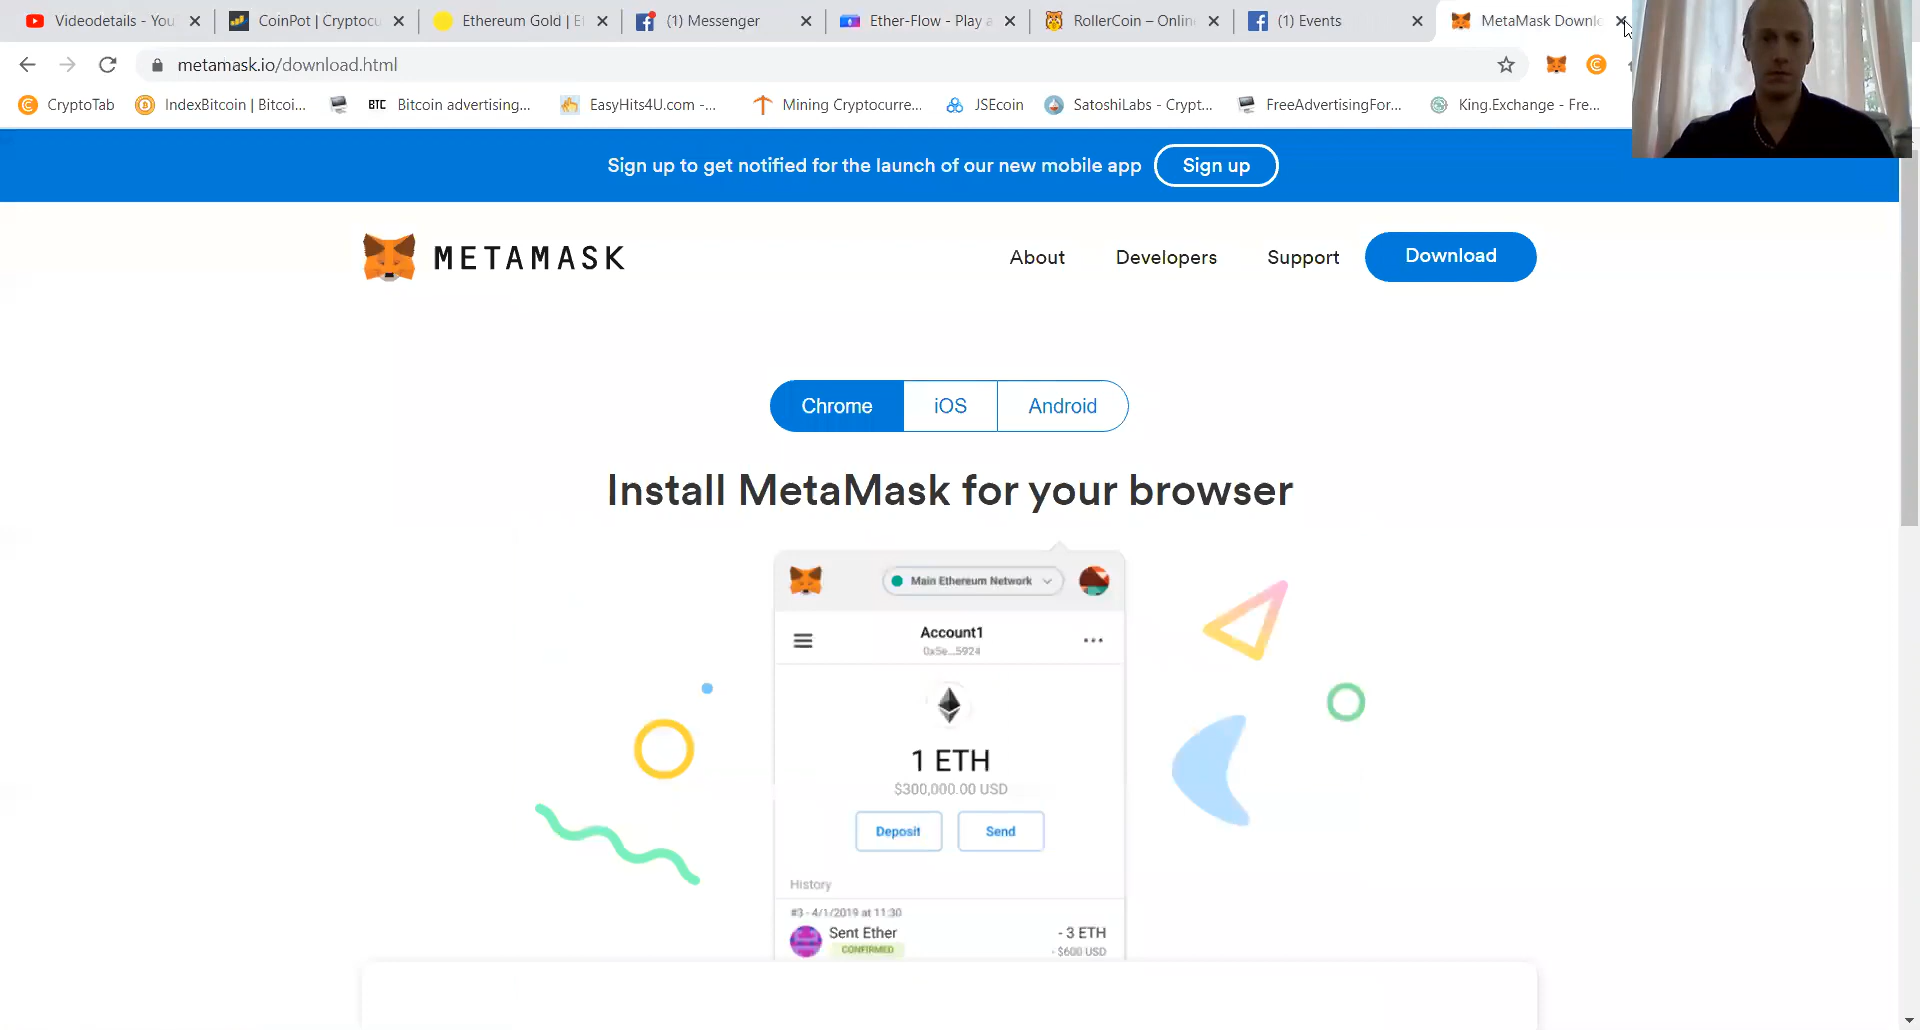 Videodetails - You
CoinPot | Cryptocu
Ethereum Gold | E
(1) Messenger
Ether-Flow - Play a
RollerCoin – Onlin
(1) Events
MetaMask Downl
metamask.io/download.html
CryptoTab
IndexBitcoin | Bitcoi...
BTC Bitcoin advertising...
EasyHits4U.com -...
Mining Cryptocurre...
JSEcoin
SatoshiLabs - Crypt...
FreeAdvertisingFor...
King.Exchange - Fre...
Sign up to get notified for the launch of our new mobile app
Sign up
METAMASK
About
Developers
Support
Download
Chrome
iOS
Android
Install MetaMask for your browser
Main Ethereum Network
Account1
0x5e...5924
1 ETH
$300,000.00 USD
Deposit
Send
History
#3 - 4/1/2019 at 11:30
Sent Ether
- 3 ETH
CONFIRMED
- $600 USD